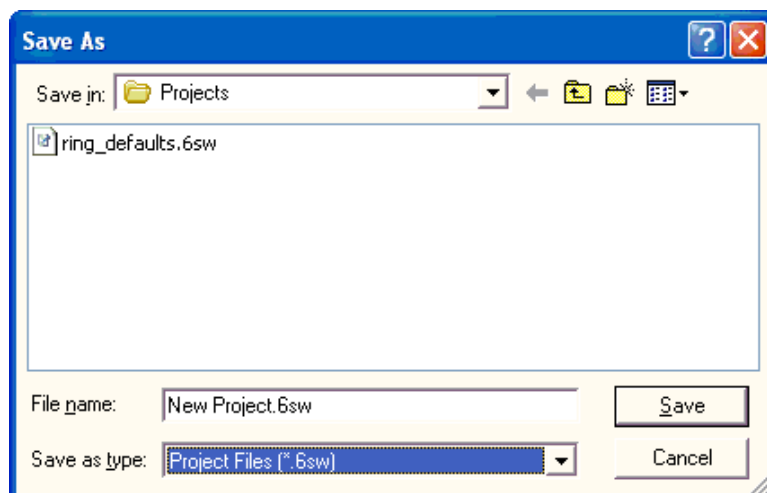 Save As
Save in: Projects
ring_defaults.6sw
File name: New Project.6sw Save
Save as type: Project Files (*.6sw) Cancel